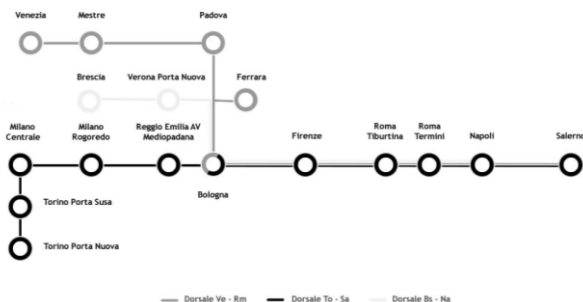 Venezia
Mestre
Padova
Brescia
Verona Porta Nuova
Ferrara
Milano
Centrale
Milano
Rogoredo
Reggio Emilia AV
Mediopadana
Firenze
Roma
Tiburtina
Roma
Termini
Napoli
Salerno
Bologna
Torino Porta Susa
Torino Porta Nuova
Dorsale Ve - Rm
Dorsale To - Sa
Dorsale Bs - Na